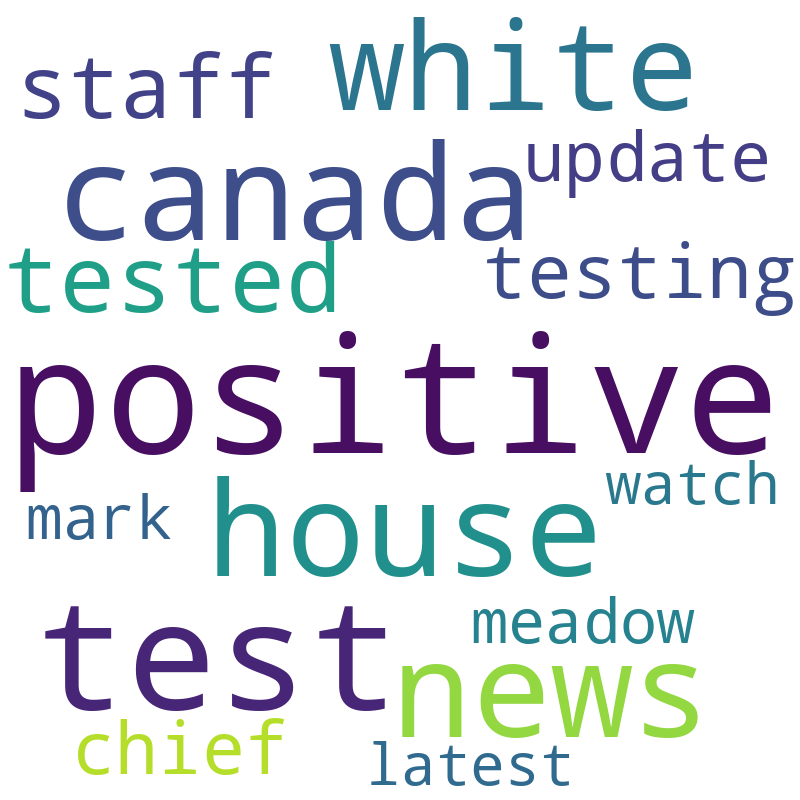 staff white
canada update
tested testing
positive
mark house watch
test meadow
news
chief latest